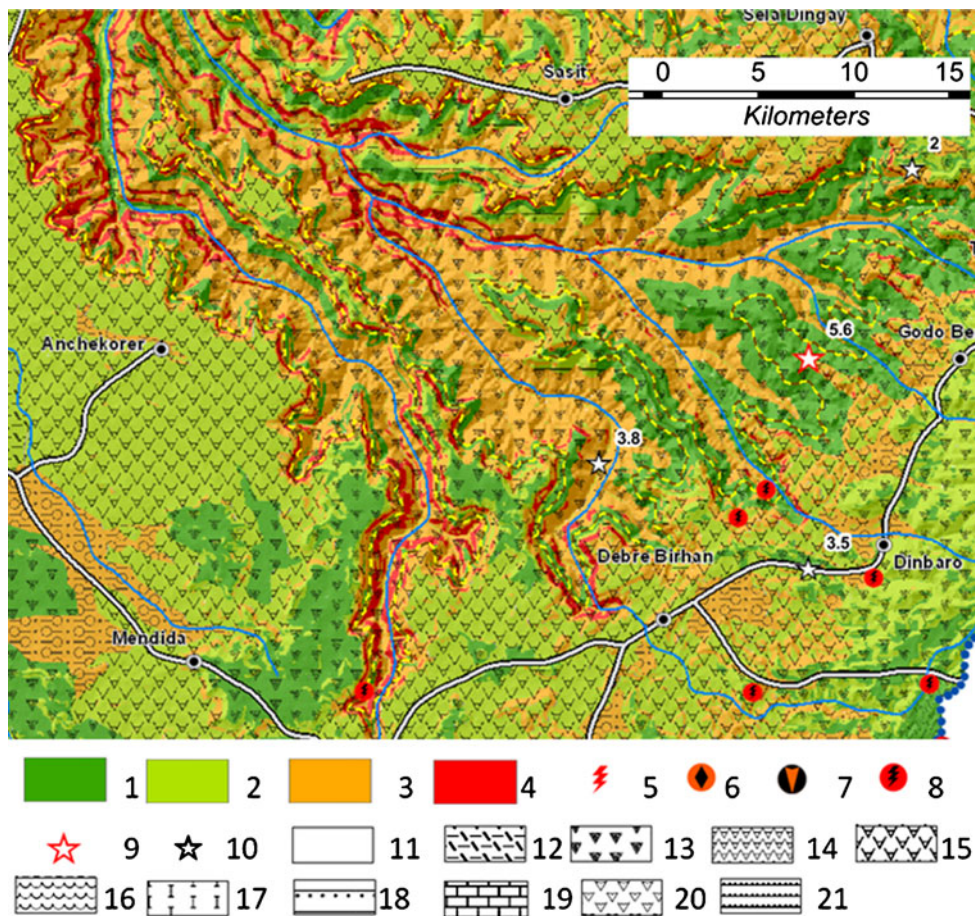 Sela Dingay
Sasit
0 5 10 15
Kilometers
2
Anchekorer
5.6
Godo Be
3.8
Debre Birhan
3.5
Dinbaro
Mendida
1 2 3 4 5 6 7 8
9 10 11 12 13 14 15
16 17 18 19 20 21